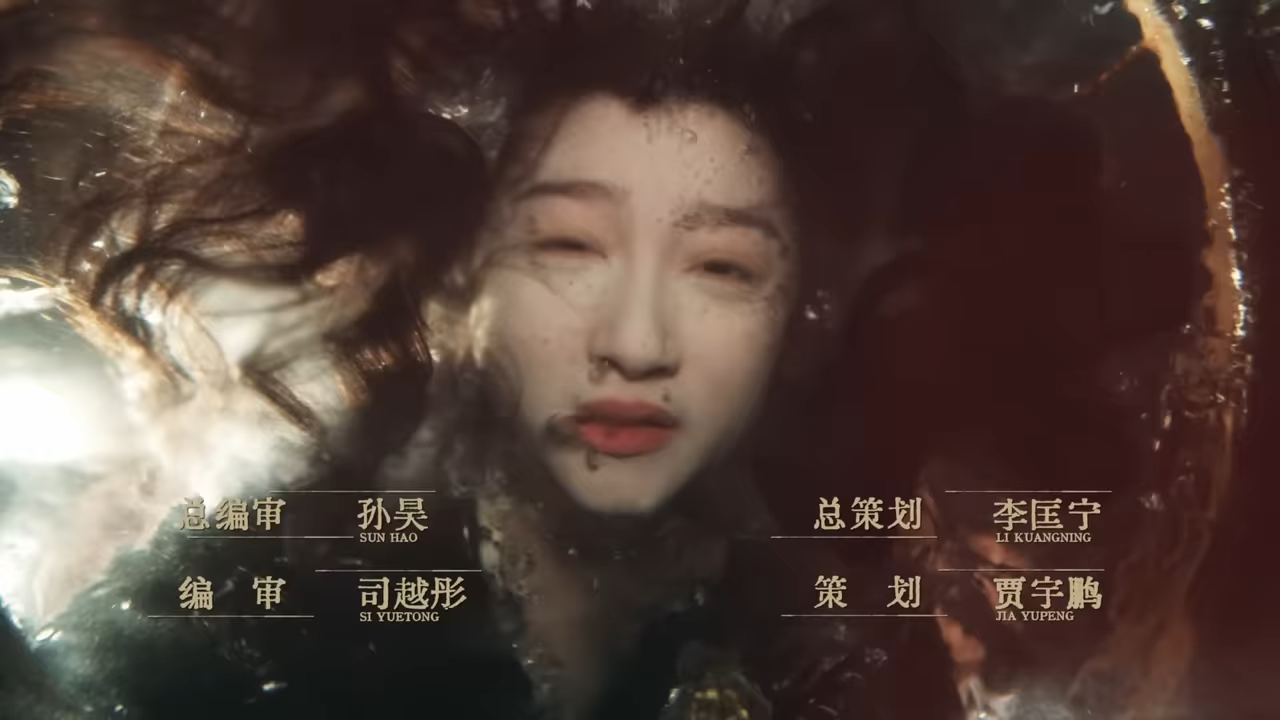 总编审 孙昊
SUN HAO
编 审 司越彤
SI YUETONG
总策划 李匡宁
LI KUANGNING
策 划 贾宇鹏
JIA YUPENG